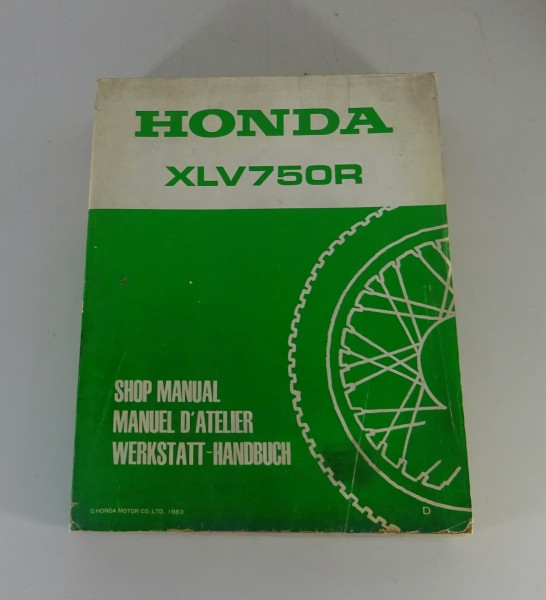 HONDA
XLV750R
SHOP MANUAL
MANUEL D'ATELIER
WERKSTATT-HANDBUCH
© HONDA MOTOR CO., LTD. 1983
D